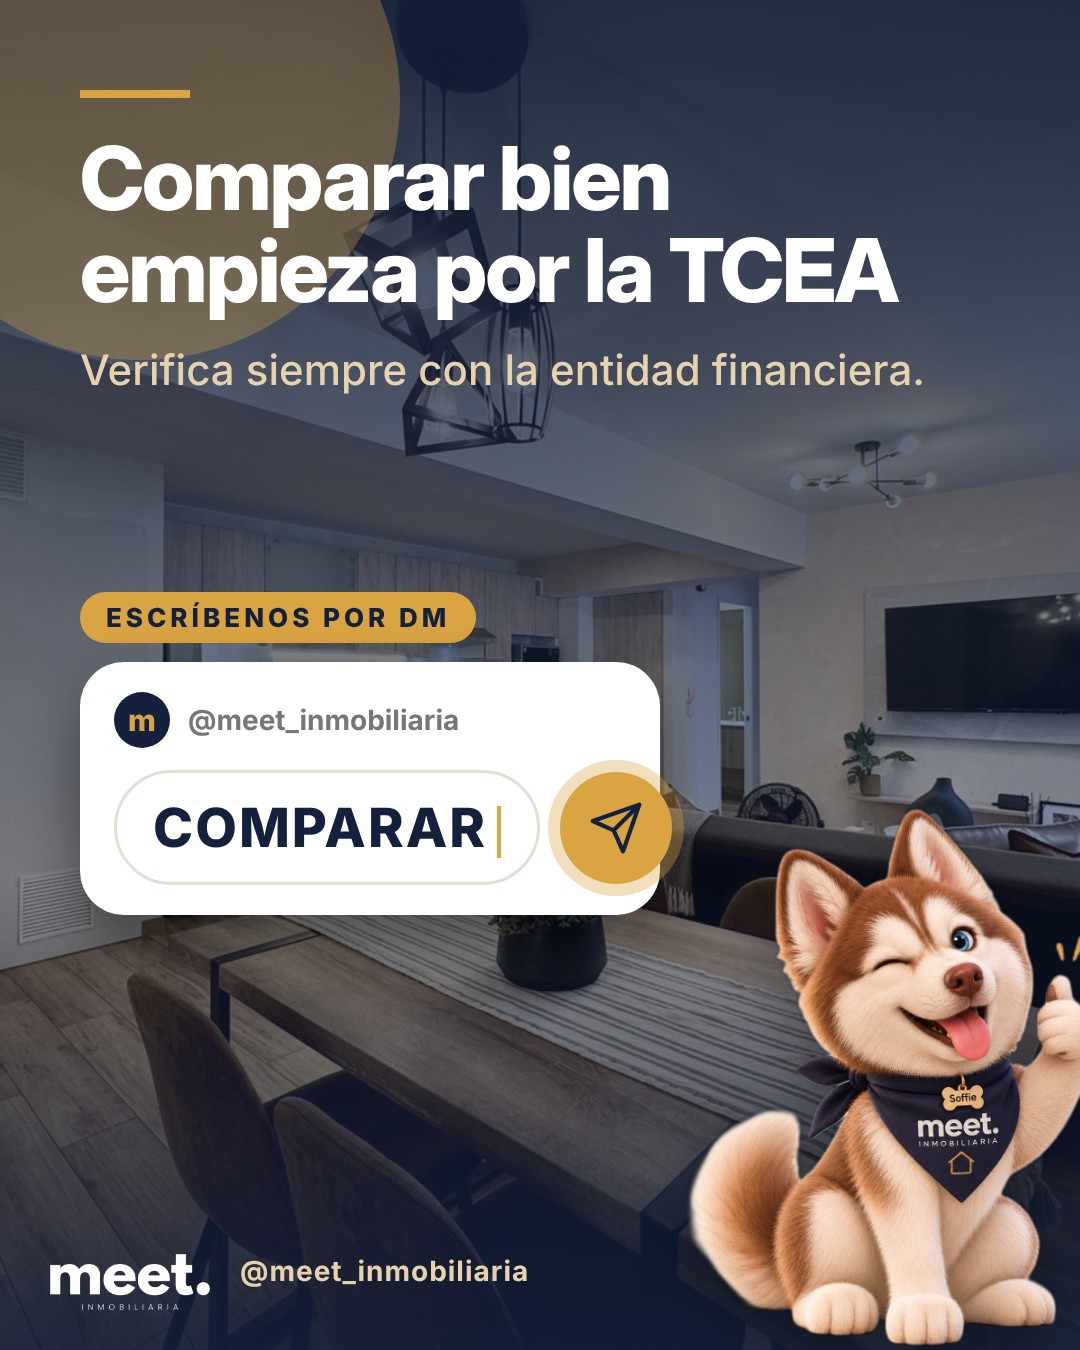 Comparar bien
empieza por la TCEA
Verifica siempre con la entidad financiera.
ESCRÍBENOS POR DM
m
@meet_inmobiliaria
COMPARAR
Soffie
meet.
INMOBILIARIA
meet.
INMOBILIARIA
@meet_inmobiliaria